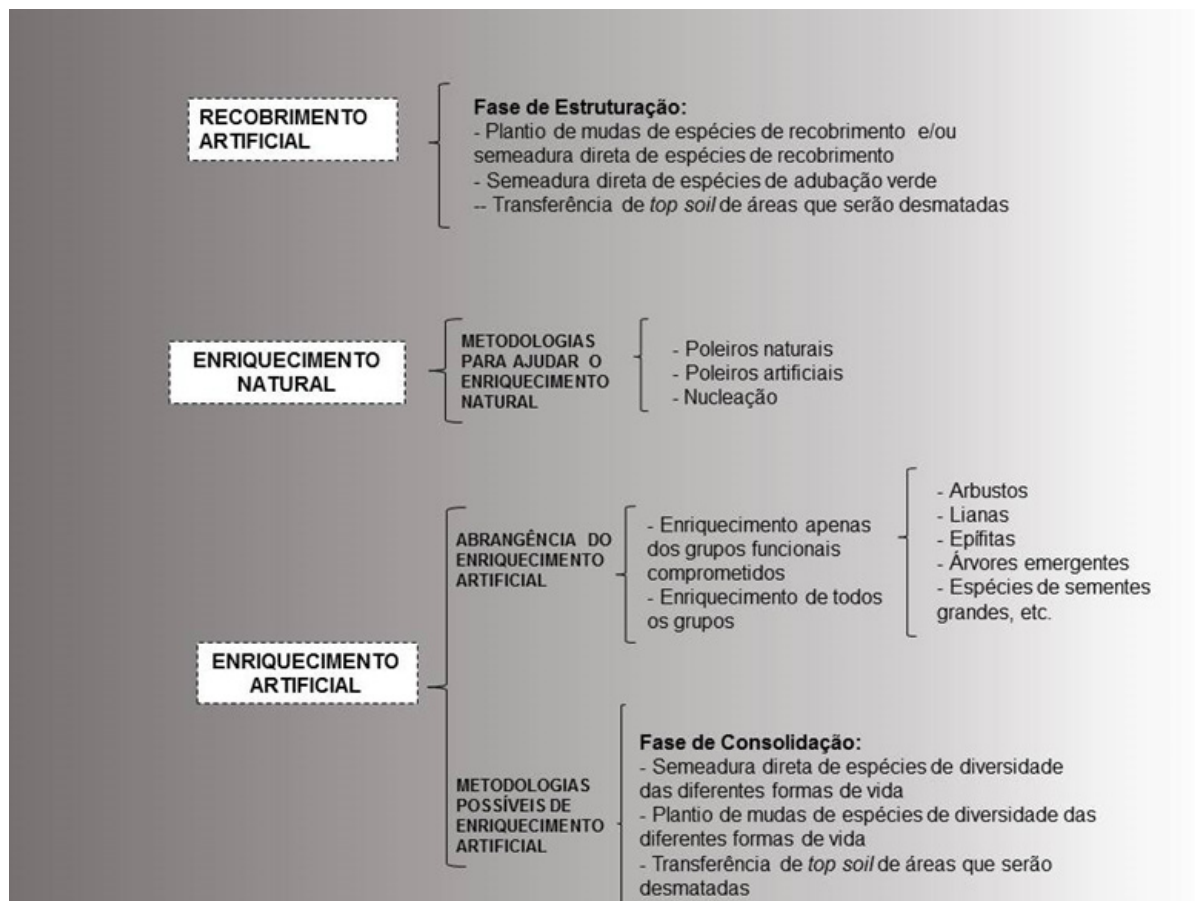 RECOBRIMENTO
ARTIFICIAL
Fase de Estruturação:
- Plantio de mudas de espécies de recobrimento e/ou
semeadura direta de espécies de recobrimento
- Semeadura direta de espécies de adubação verde
-- Transferência de top soil de áreas que serão desmatadas
ENRIQUECIMENTO
NATURAL
METODOLOGIAS
PARA AJUDAR O
ENRIQUECIMENTO
NATURAL
- Poleiros naturais
- Poleiros artificiais
- Nucleação
ENRIQUECIMENTO
ARTIFICIAL
ABRANGÊNCIA DO
ENRIQUECIMENTO
ARTIFICIAL
- Enriquecimento apenas
dos grupos funcionais
comprometidos
- Enriquecimento de todos
os grupos
- Arbustos
- Lianas
- Epífitas
- Árvores emergentes
- Espécies de sementes
grandes, etc.
METODOLOGIAS
POSSÍVEIS DE
ENRIQUECIMENTO
ARTIFICIAL
Fase de Consolidação:
- Semeadura direta de espécies de diversidade
das diferentes formas de vida
- Plantio de mudas de espécies de diversidade das
diferentes formas de vida
- Transferência de top soil de áreas que serão
desmatadas